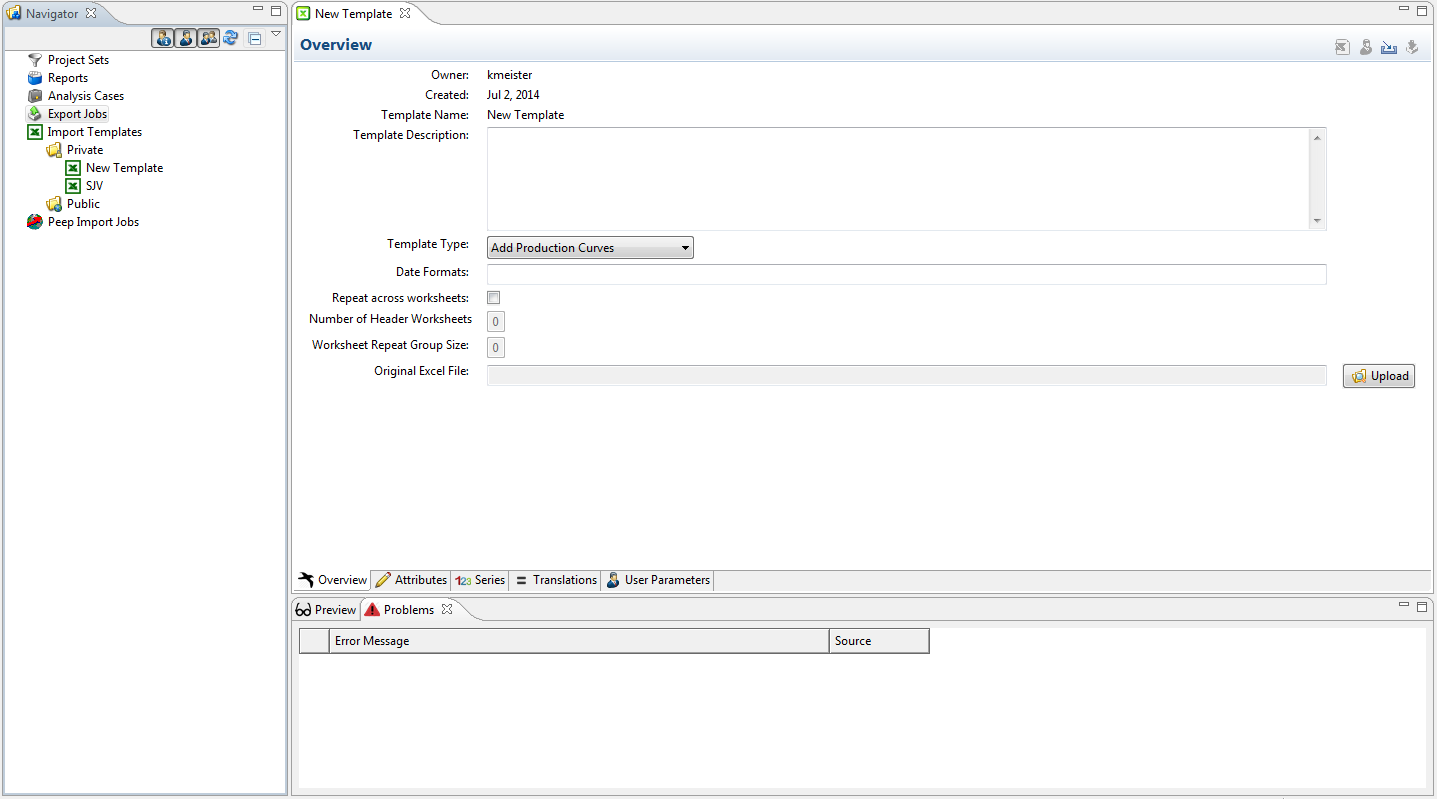 Navigator
Project Sets
Reports
Analysis Cases
Export Jobs
Import Templates
Private
New Template
SJV
Public
Peep Import Jobs
New Template
Overview
Owner: kmeister
Created: Jul 2, 2014
Template Name: New Template
Template Description:
Template Type: Add Production Curves
Date Formats:
Repeat across worksheets:
Number of Header Worksheets 0
Worksheet Repeat Group Size: 0
Original Excel File: Upload
Overview Attributes 123 Series Translations User Parameters
Preview Problems
Error Message Source